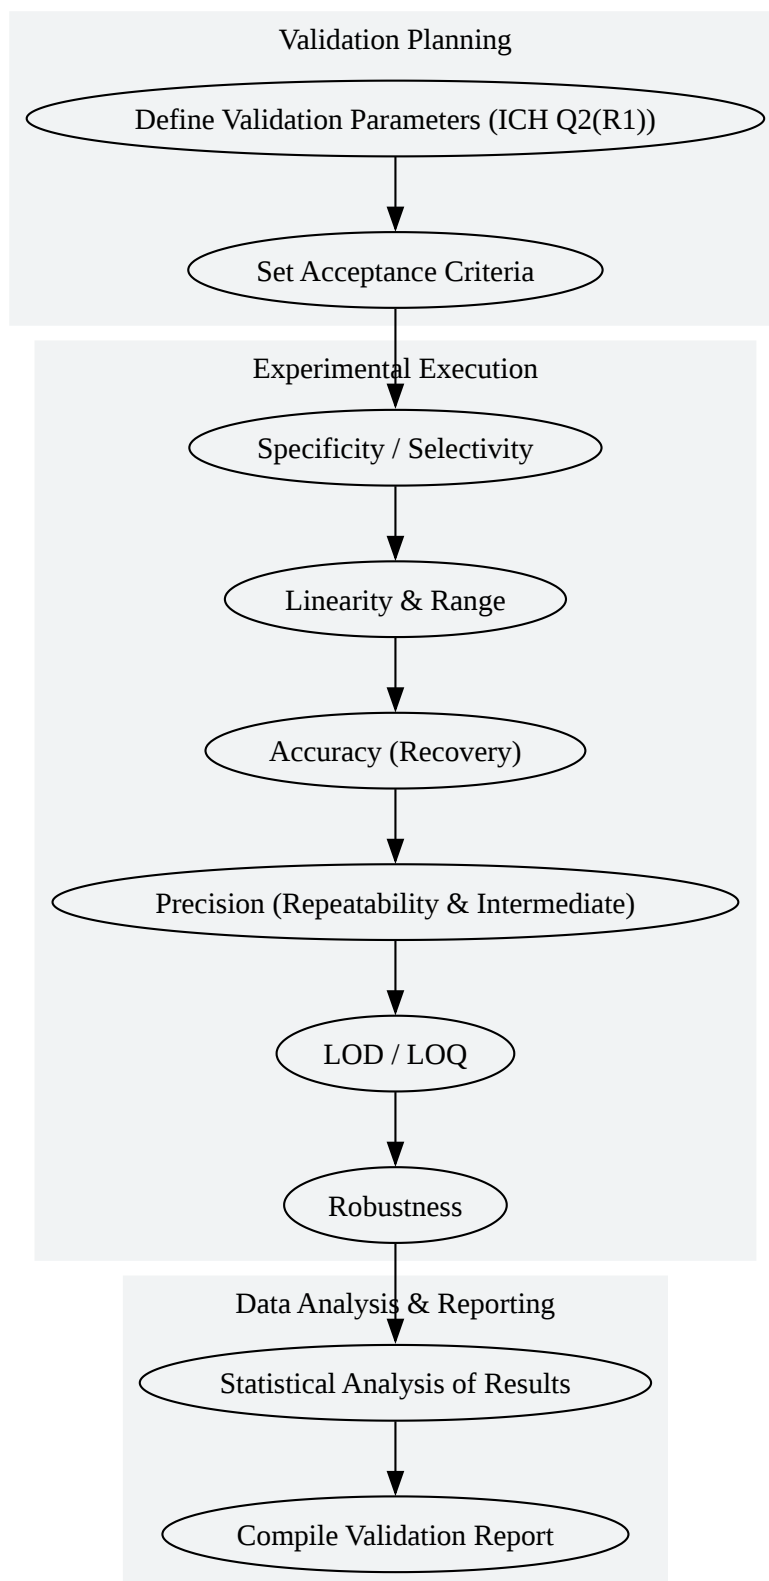 Validation Planning
Define Validation Parameters (ICH Q2(R1))
Set Acceptance Criteria
Experimental Execution
Specificity / Selectivity
Linearity & Range
Accuracy (Recovery)
Precision (Repeatability & Intermediate)
LOD / LOQ
Robustness
Data Analysis & Reporting
Statistical Analysis of Results
Compile Validation Report